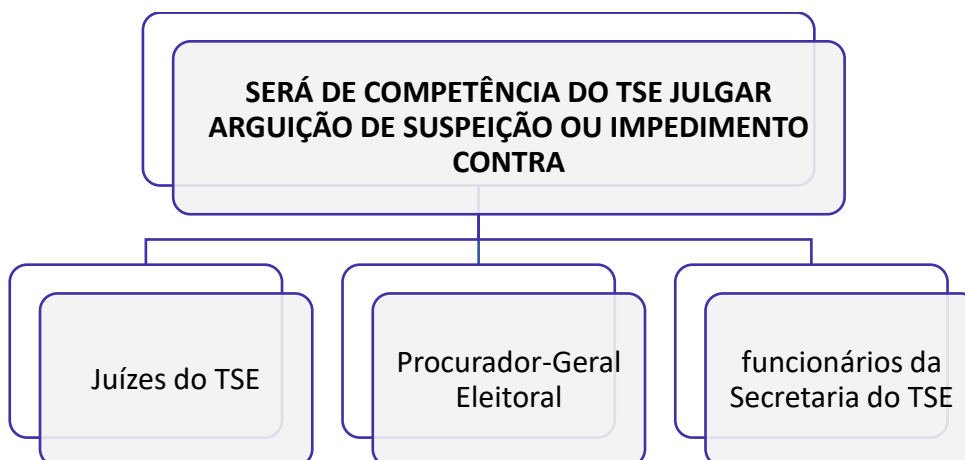 SERÁ DE COMPETÊNCIA DO TSE JULGAR
ARGUIÇÃO DE SUSPEIÇÃO OU IMPEDIMENTO
CONTRA
Juízes do TSE
Procurador-Geral
Eleitoral
funcionários da
Secretaria do TSE